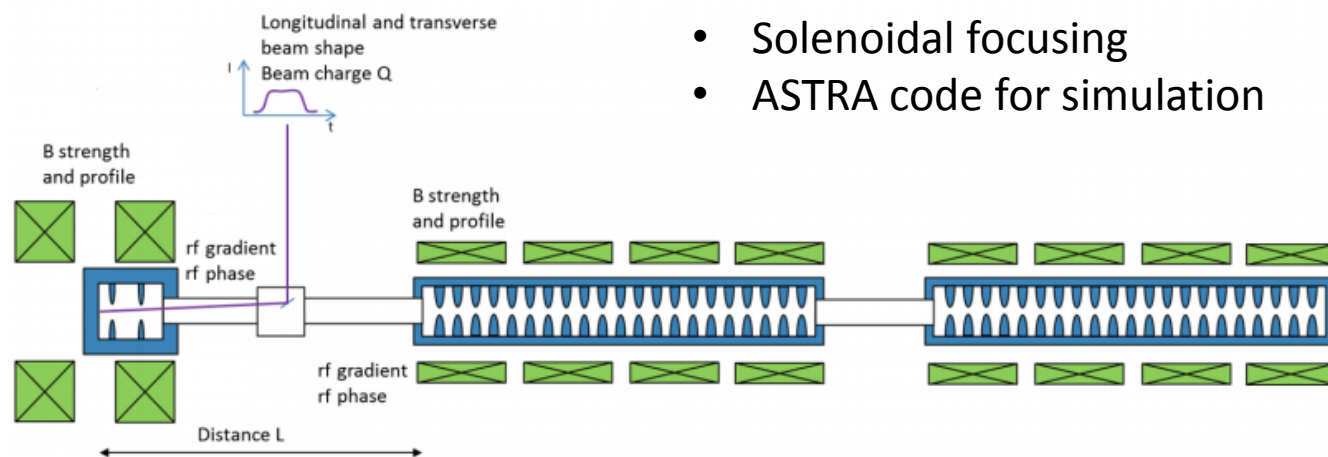 Longitudinal and transverse
beam shape
Beam charge Q
I
t
• Solenoidal focusing
• ASTRA code for simulation
B strength
and profile
rf gradient
rf phase
B strength
and profile
rf gradient
rf phase
Distance L